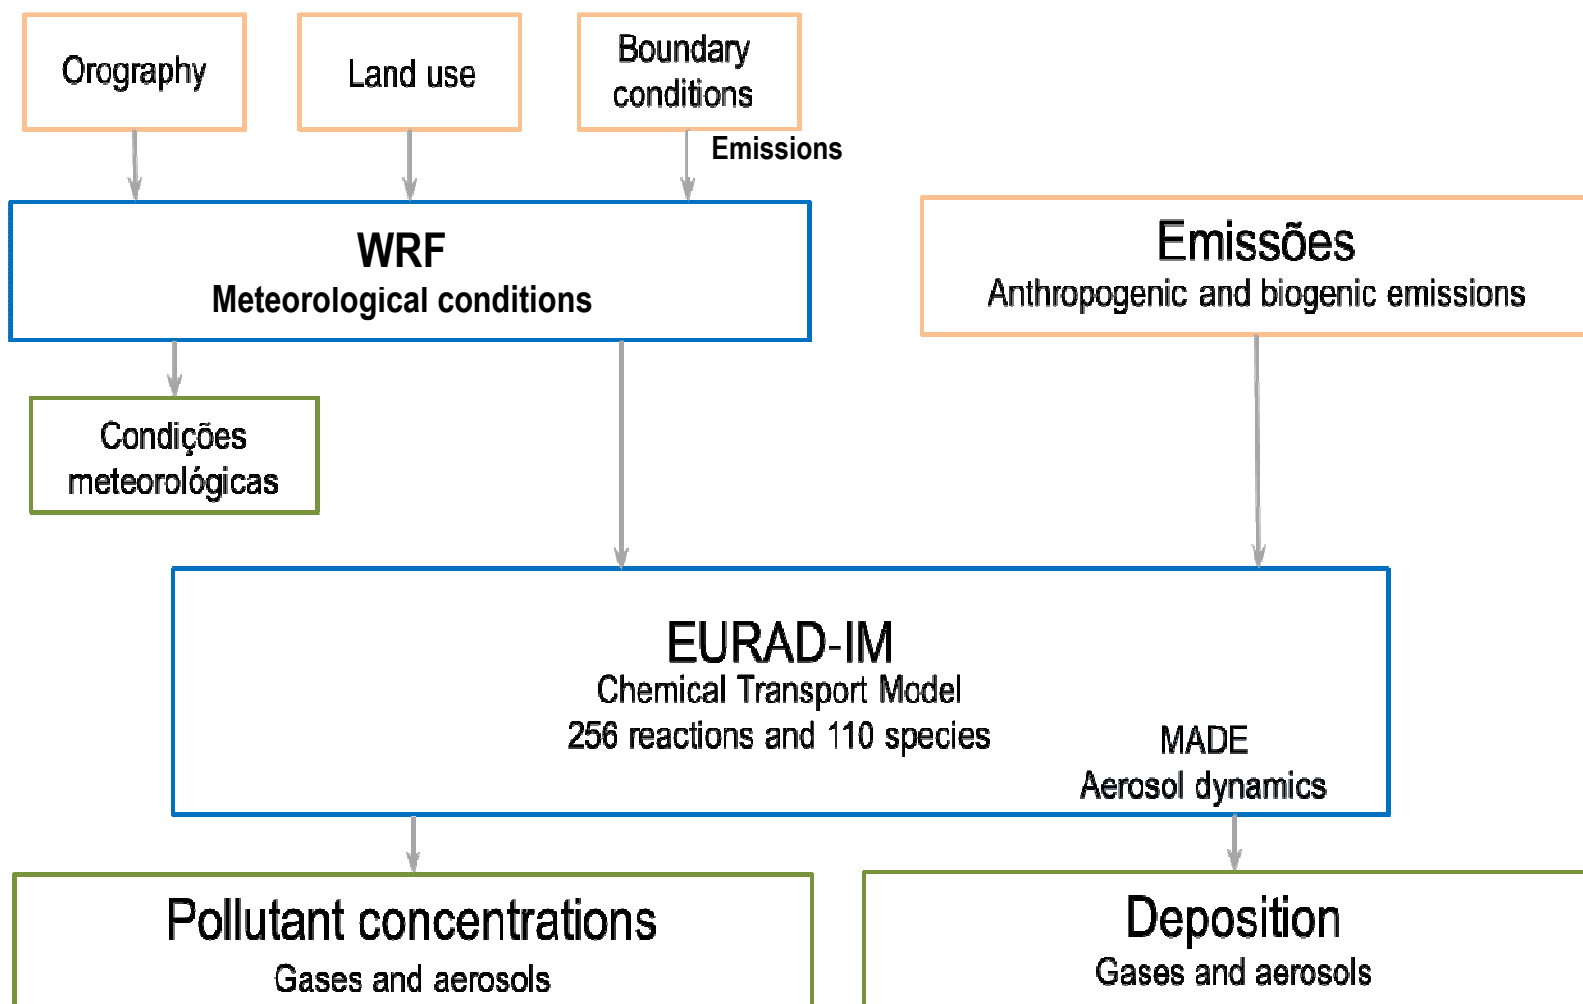 Orography
Land use
Boundary
conditions
Emissions
WRF
Meteorological conditions
Emissões
Anthropogenic and biogenic emissions
Condições
meteorológicas
EURAD-IM
Chemical Transport Model
256 reactions and 110 species
MADE
Aerosol dynamics
Pollutant concentrations
Gases and aerosols
Deposition
Gases and aerosols